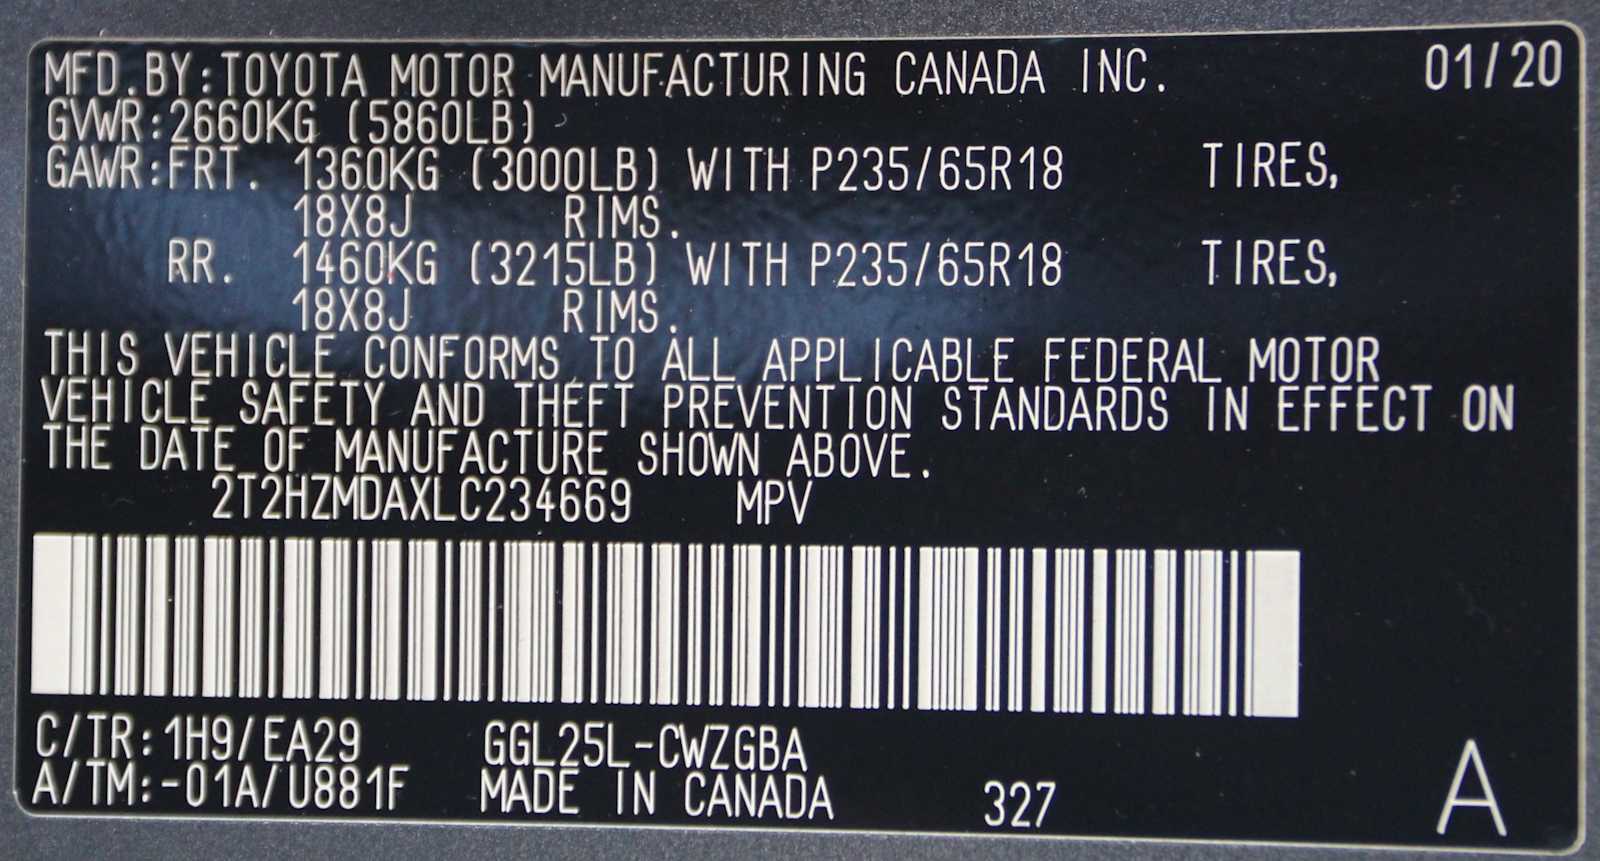 MFD.BY:TOYOTA MOTOR MANUFACTURING CANADA INC. 01/20
GVWR:2660KG (5860LB)
GAWR:FRT. 1360KG (3000LB) WITH P235/65R18 TIRES,
18X8J RIMS.
RR. 1460KG (3215LB) WITH P235/65R18 TIRES,
18X8J RIMS.
THIS VEHICLE CONFORMS TO ALL APPLICABLE FEDERAL MOTOR
VEHICLE SAFETY AND THEFT PREVENTION STANDARDS IN EFFECT ON
THE DATE OF MANUFACTURE SHOWN ABOVE.
2T2HZMDAXLC234669 MPV
C/TR:1H9/EA29 GGL25L-CWZGBA
A/TM:-01A/U881F MADE IN CANADA 327 A